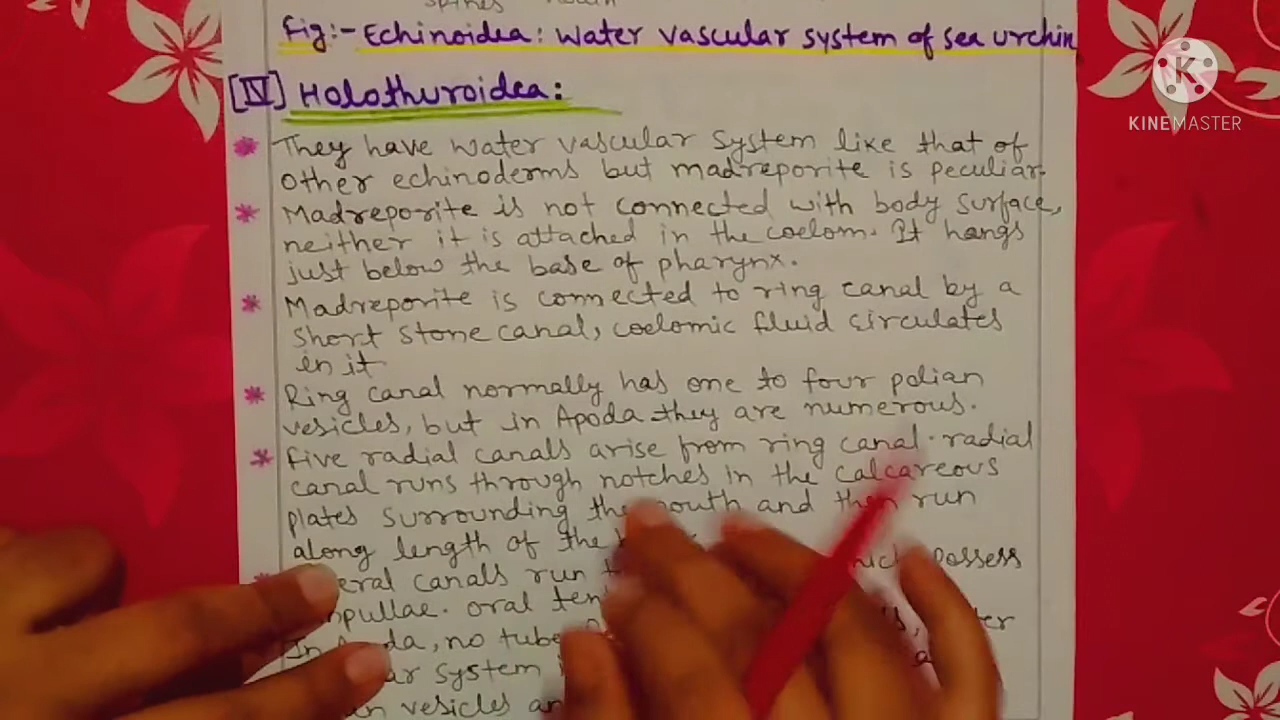 spines
Fig:- Echinoidea: Water vascular system of sea urchin
K
KINEMASTER
[IV] Holothuroidea:
* They have water vascular system like that of
other echinoderms but madreporite is peculiar.
* Madreporite is not connected with body surface,
neither it is attached in the coelom. It hangs
just below the base of pharynx.
* Madreporite is connected to ring canal by a
short stone canal, coelomic fluid circulates
in it
* Ring canal normally has one to four polian
vesicles, but in Apoda they are numerous.
* Five radial canals arise from ring canal. radial
canal runs through notches in the calcareous
plates surrounding the mouth and then run
along length of the
canals run possess
oral
no tube
system
vesicles